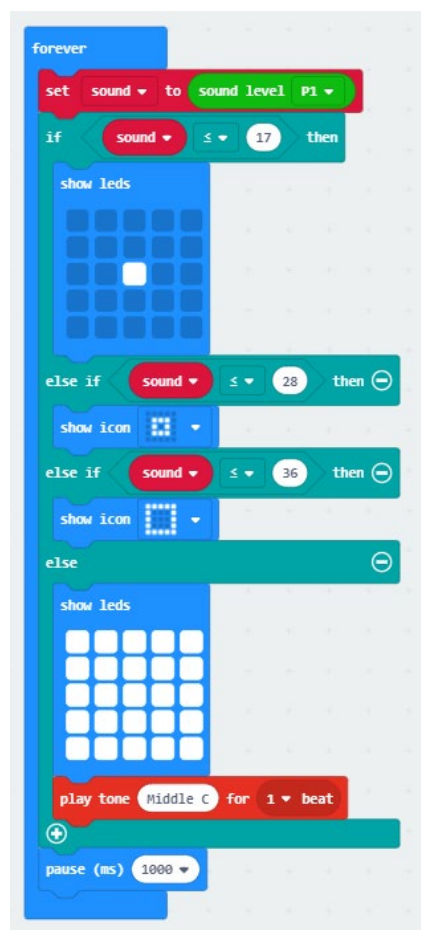 forever
set sound to sound level P1
if sound ≤ 17 then
show leds
else if sound ≤ 28 then
show icon
else if sound ≤ 36 then
show icon
else
show leds
play tone Middle C for 1 beat
pause (ms) 1000